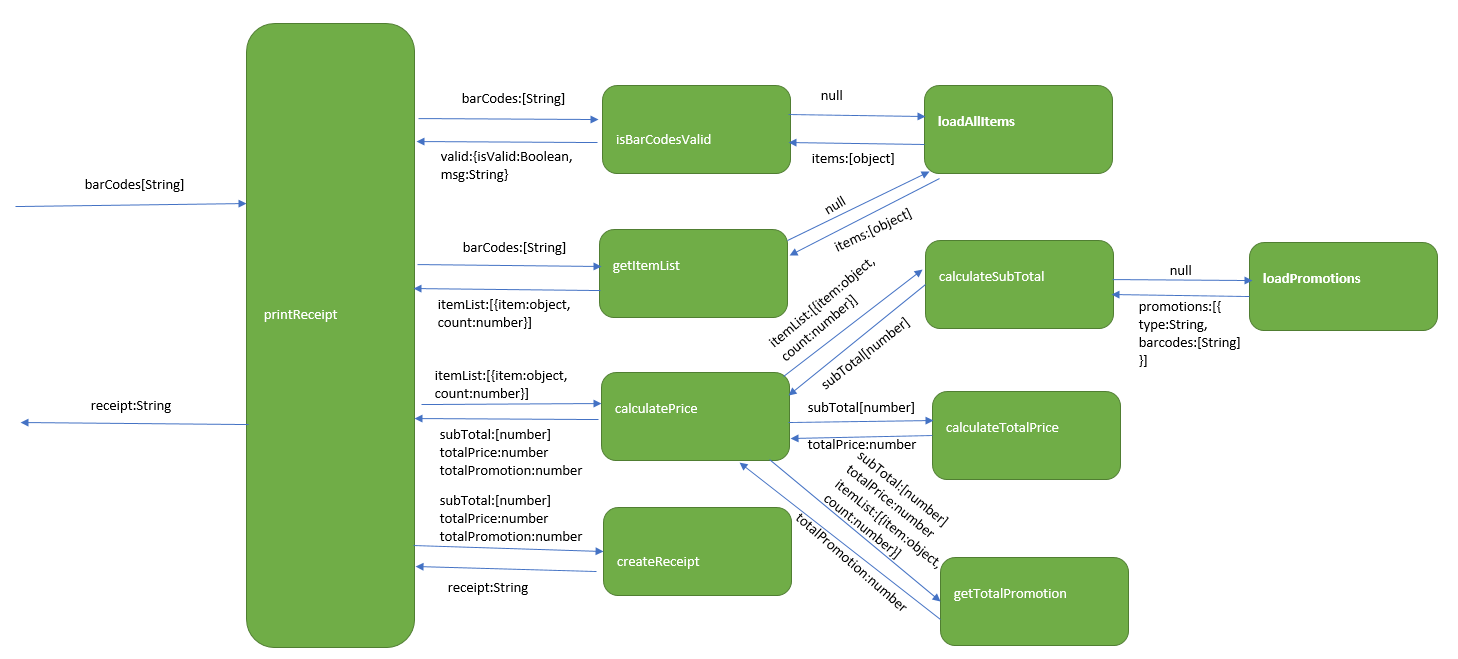 barCodes[String]
receipt:String
printReceipt
barCodes:[String]
valid:{isValid:Boolean,
msg:String}
isBarCodesValid
null
items:[object]
loadAllItems
barCodes:[String]
itemList:[{item:object,
count:number}]
getItemList
null
items:[object]
itemList:[{item:object,
count:number}]
subTotal[number]
calculateSubTotal
null
promotions:[{
type:String,
barcodes:[String]
}]
loadPromotions
itemList:[{item:object,
count:number}]
subTotal:[number]
totalPrice:number
totalPromotion:number
calculatePrice
subTotal[number]
totalPrice:number
calculateTotalPrice
subTotal:[number]
totalPrice:number
itemList:[{item:object,
count:number}]
totalPromotion:number
getTotalPromotion
subTotal:[number]
totalPrice:number
totalPromotion:number
receipt:String
createReceipt